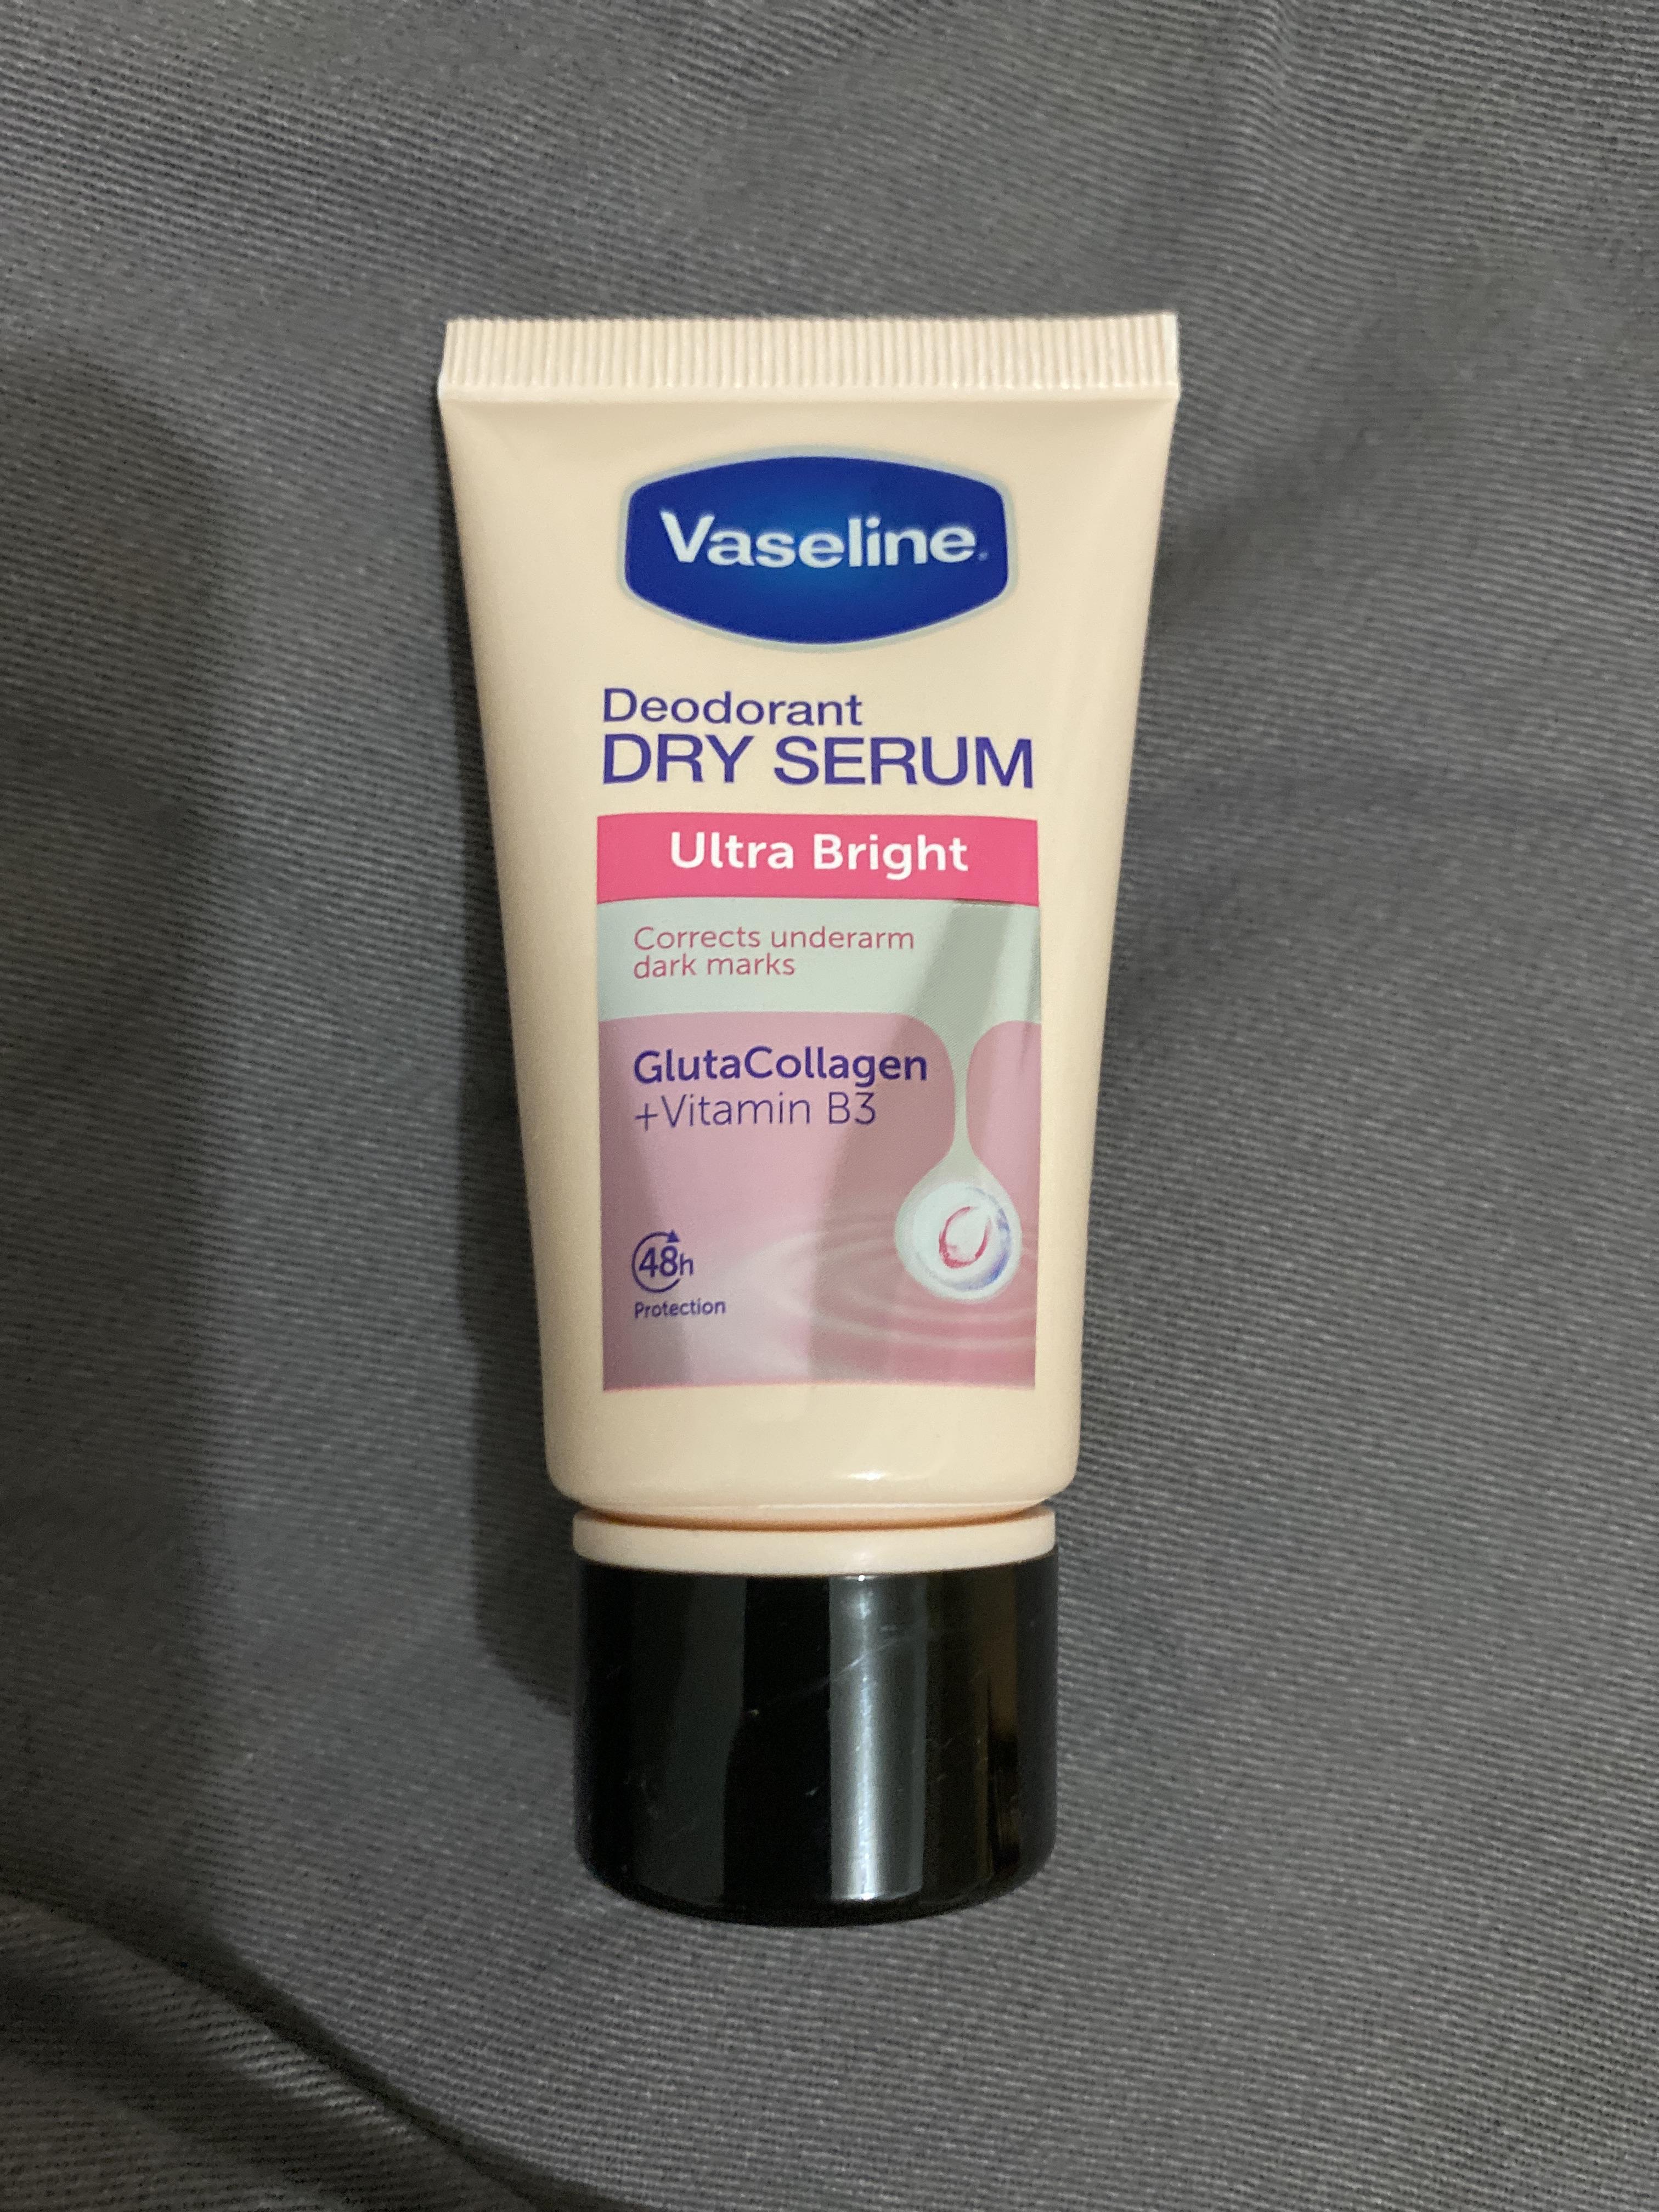 Vaseline
Deodorant
DRY SERUM
Ultra Bright
Corrects underarm
dark marks
GlutaCollagen
+Vitamin B3
48h
Protection